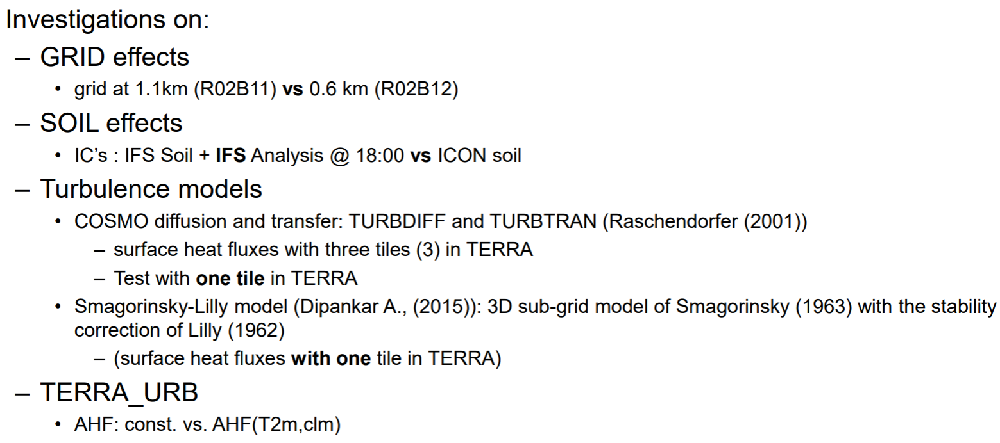 Investigations on:
– GRID effects
• grid at 1.1km (R02B11) vs 0.6 km (R02B12)
– SOIL effects
• IC’s : IFS Soil + IFS Analysis @ 18:00 vs ICON soil
– Turbulence models
• COSMO diffusion and transfer: TURBDIFF and TURBTRAN (Raschendorfer (2001))
– surface heat fluxes with three tiles (3) in TERRA
– Test with one tile in TERRA
• Smagorinsky-Lilly model (Dipankar A., (2015)): 3D sub-grid model of Smagorinsky (1963) with the stability
correction of Lilly (1962)
– (surface heat fluxes with one tile in TERRA)
– TERRA_URB
• AHF: const. vs. AHF(T2m,clm)